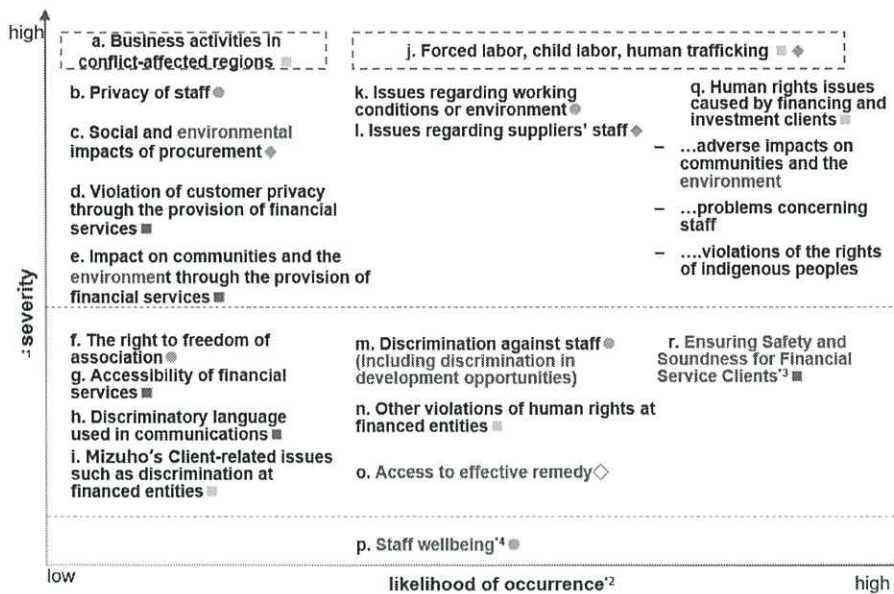 high
a. Business activities in
conflict-affected regions
j. Forced labor, child labor, human trafficking
b. Privacy of staff
c. Social and environmental
impacts of procurement
d. Violation of customer privacy
through the provision of financial
services
e. Impact on communities and the
environment through the provision of
financial services
k. Issues regarding working
conditions or environment
l. Issues regarding suppliers' staff
q. Human rights issues
caused by financing and
investment clients
– …adverse impacts on
communities and the
environment
– …problems concerning
staff
– ….violations of the rights
of indigenous peoples
severity
f. The right to freedom of
association
g. Accessibility of financial
services
h. Discriminatory language
used in communications
i. Mizuho's Client-related issues
such as discrimination at
financed entities
m. Discrimination against staff
(Including discrimination in
development opportunities)
n. Other violations of human rights at
financed entities
o. Access to effective remedy
r. Ensuring Safety and
Soundness for Financial
Service Clients*3
p. Staff wellbeing*4
low
likelihood of occurrence*2
high